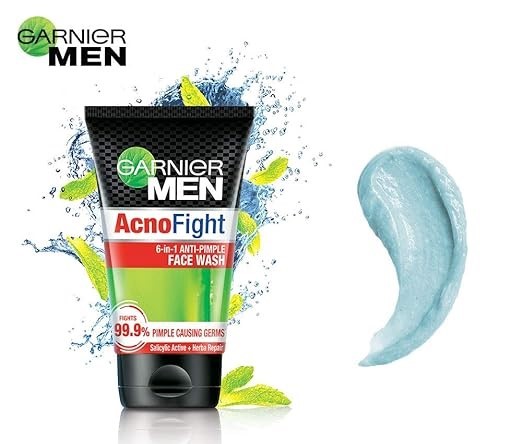 GARNIER
MEN
GARNIER
MEN
AcnoFight
6-in-1 ANTI-PIMPLE
FACE WASH
FIGHTS
99.9% PIMPLE CAUSING GERMS
Salicylic Active + Herba Repair